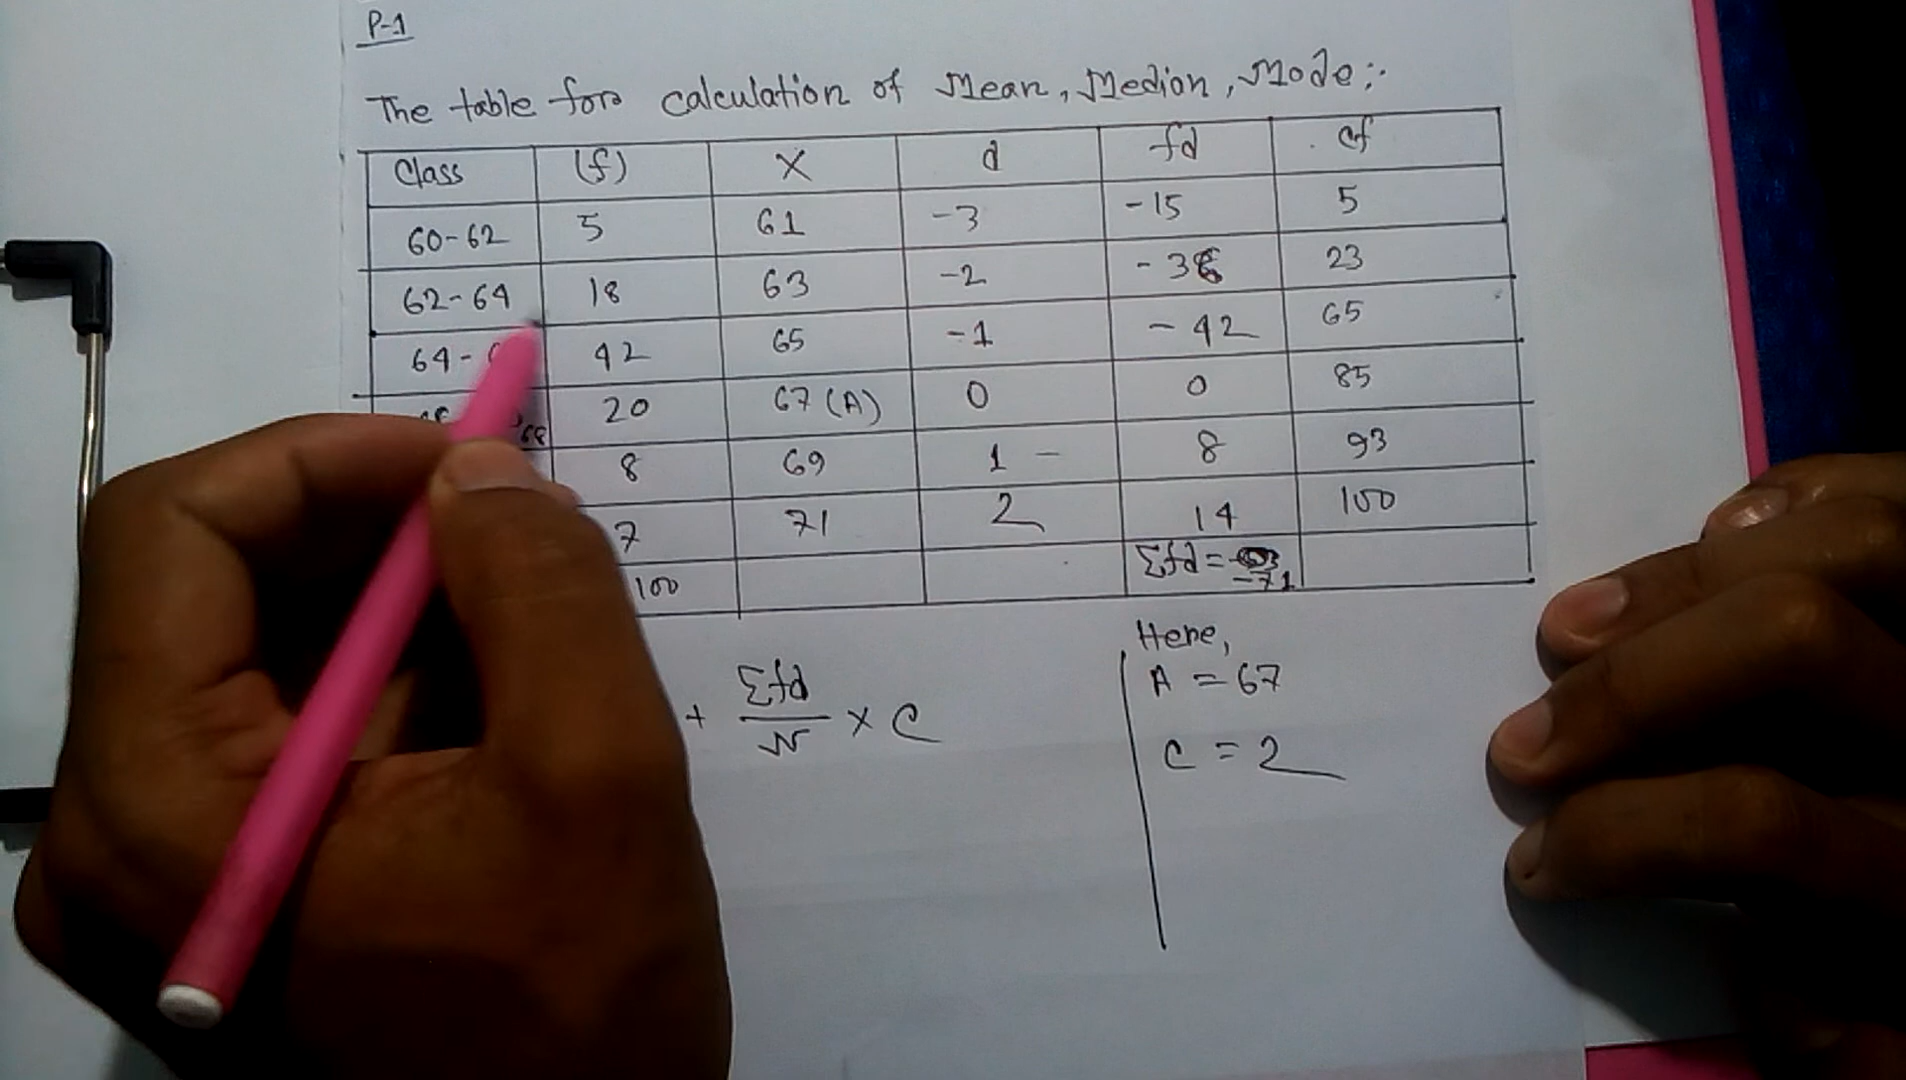 P-1
The table for calculation of Mean, Median, Mode:
Class (f) X d fd cf
60-62 5 61 -3 -15 5
62-64 18 63 -2 -36 23
64- 42 65 -1 -42 65
68 20 67 (A) 0 0 85
8 69 1 - 8 93
7 71 2 14 100
100 Σfd = -71
+ Σfd / N × C
Here,
A = 67
C = 2